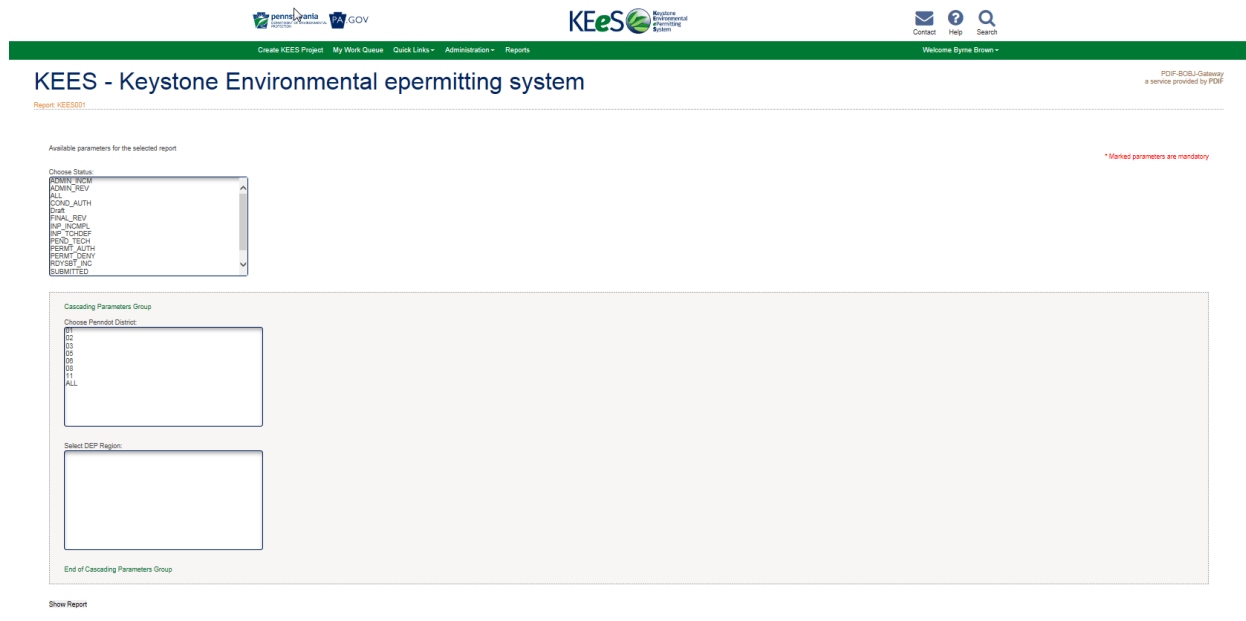 pennsylvania
DEPARTMENT OF ENVIRONMENTAL
PROTECTION
PA.GOV
KEeS
Keystone
Environmental
ePermitting
System
Contact Help Search
Create KEES Project My Work Queue Quick Links Administration Reports
Welcome Byrne Brown
KEES - Keystone Environmental epermitting system
PDIF-BOBJ-Gateway
a service provided by PDIF
Report: KEES001
Available parameters for the selected report
* Marked parameters are mandatory
Choose Status:
ADMIN_INCM
ADMIN_REV
ALL
COND_AUTH
Draft
FINAL_REV
INP_INCMPL
INP_TCHDEF
PEND_TECH
PERMT_AUTH
PERMT_DENY
RDYSBT_INC
SUBMITTED
Cascading Parameters Group
Choose Penndot District:
01
02
03
05
06
08
11
ALL
Select DEP Region:
End of Cascading Parameters Group
Show Report